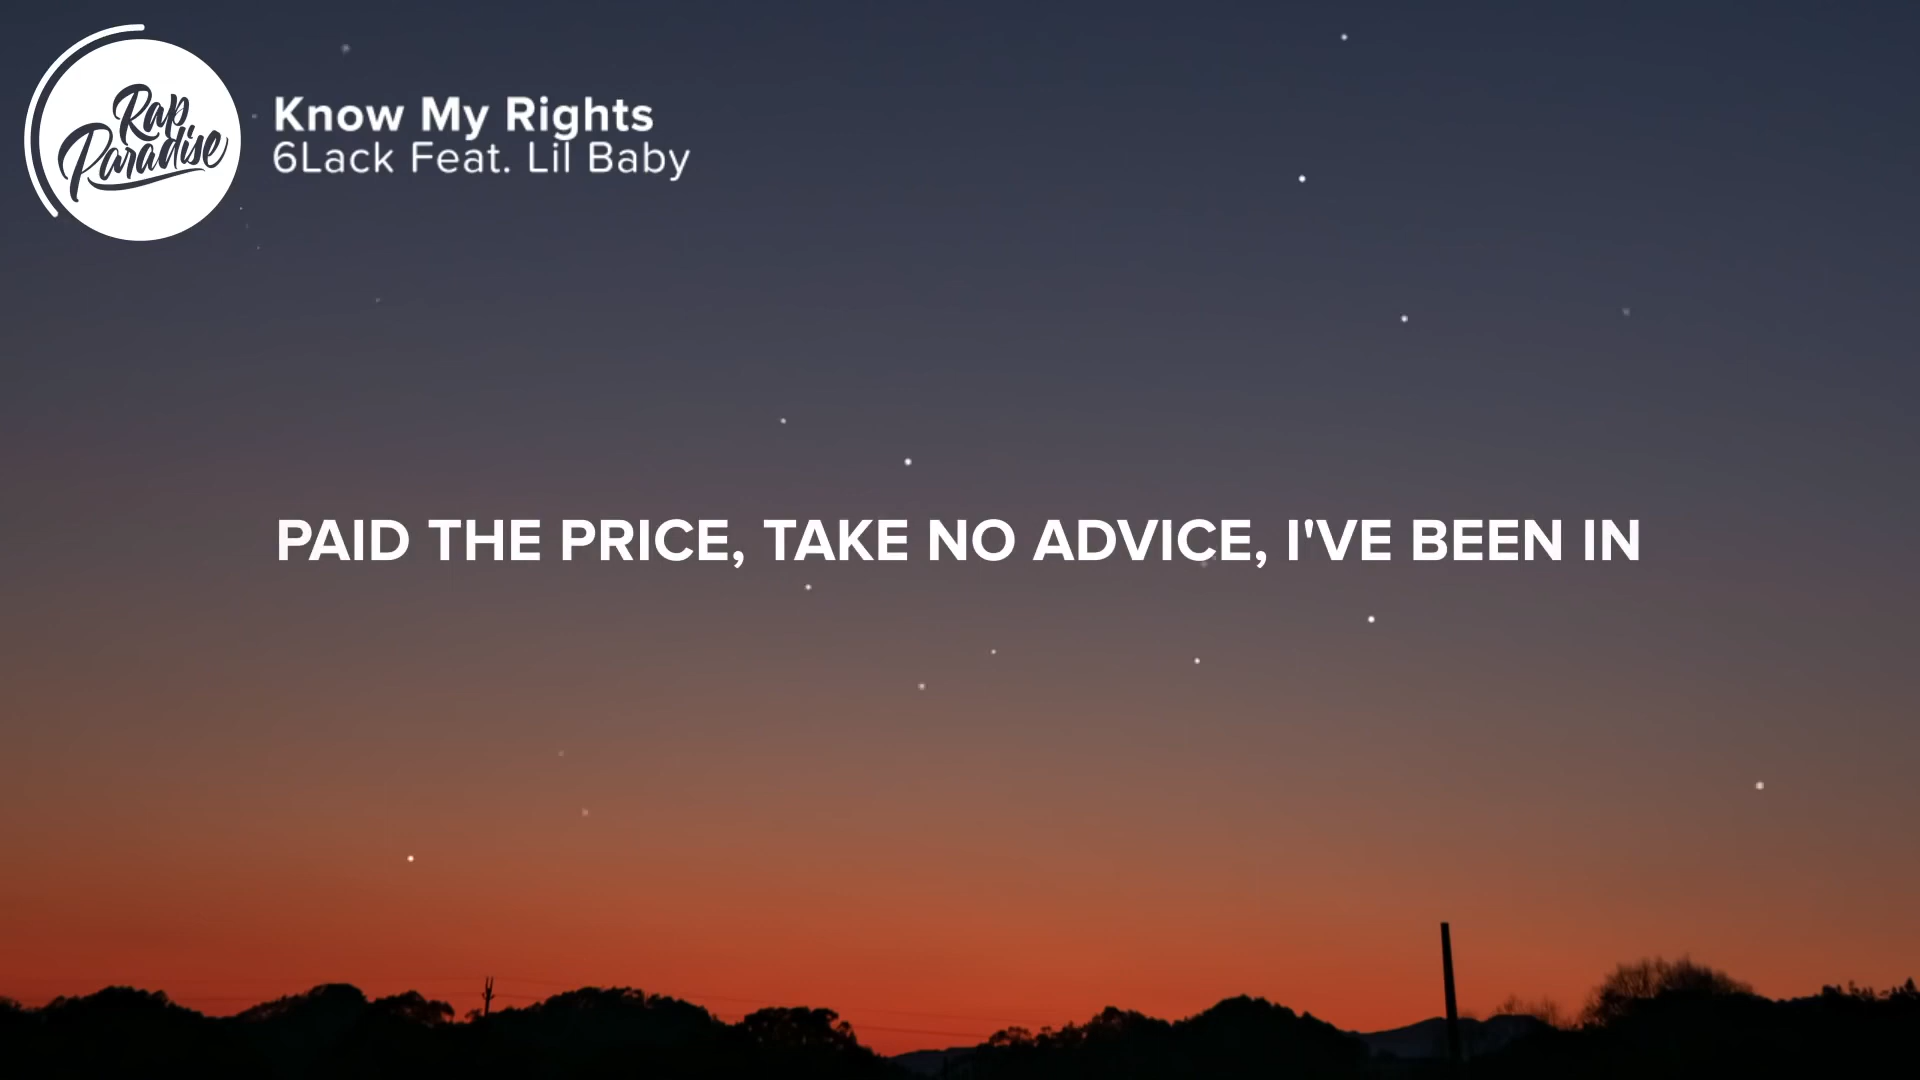 Rap
Paradise
Know My Rights
6Lack Feat. Lil Baby
PAID THE PRICE, TAKE NO ADVICE, I'VE BEEN IN